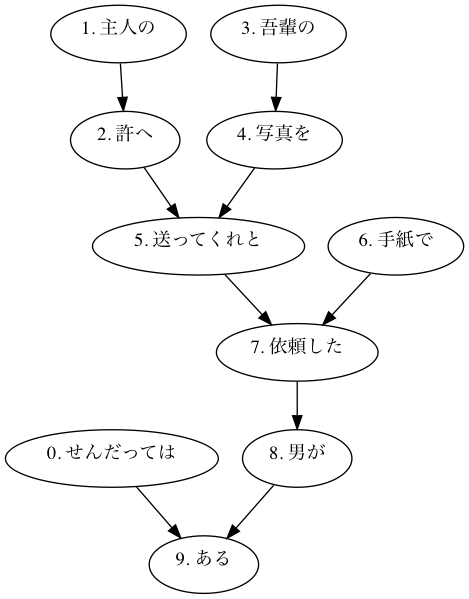 1. 主人の
3. 吾輩の
2. 許へ
4. 写真を
5. 送ってくれと
6. 手紙で
7. 依頼した
0. せんだっては
8. 男が
9. ある